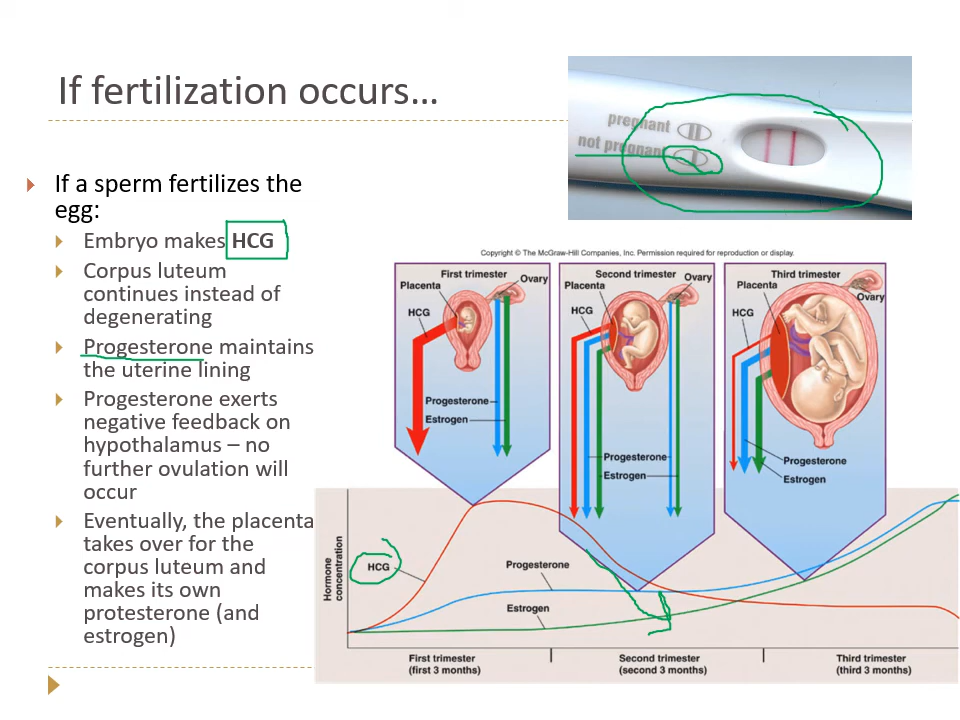 If fertilization occurs…
pregnant
not pregnant
If a sperm fertilizes the
egg:
Embryo makes HCG
Corpus luteum
continues instead of
degenerating
Progesterone maintains
the uterine lining
Progesterone exerts
negative feedback on
hypothalamus – no
further ovulation will
occur
Eventually, the placenta
takes over for the
corpus luteum and
makes its own
protesterone (and
estrogen)
Copyright © The McGraw-Hill Companies, Inc. Permission required for reproduction or display.
First trimester
Placenta
Ovary
HCG
Progesterone
Estrogen
Second trimester
Placenta
Ovary
HCG
Progesterone
Estrogen
Third trimester
Placenta
Ovary
HCG
Progesterone
Estrogen
Hormone
concentration
HCG
Progesterone
Estrogen
First trimester
(first 3 months)
Second trimester
(second 3 months)
Third trimester
(third 3 months)